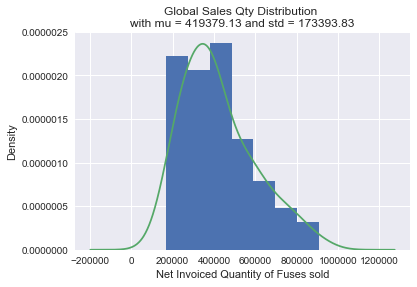 Global Sales Qty Distribution
with mu = 419379.13 and std = 173393.83
0.0000025
0.0000020
0.0000015
0.0000010
0.0000005
0.0000000
Density
−200000 0 200000 400000 600000 800000 1000000 1200000
Net Invoiced Quantity of Fuses sold